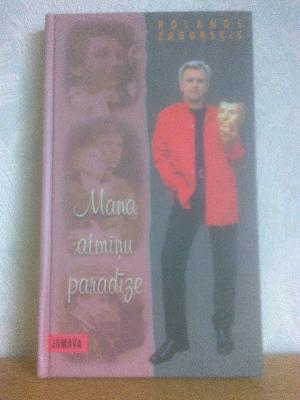 ROLANDS
ZAGORSKIS
Mana
atmiņu
paradīze
JUMAVA